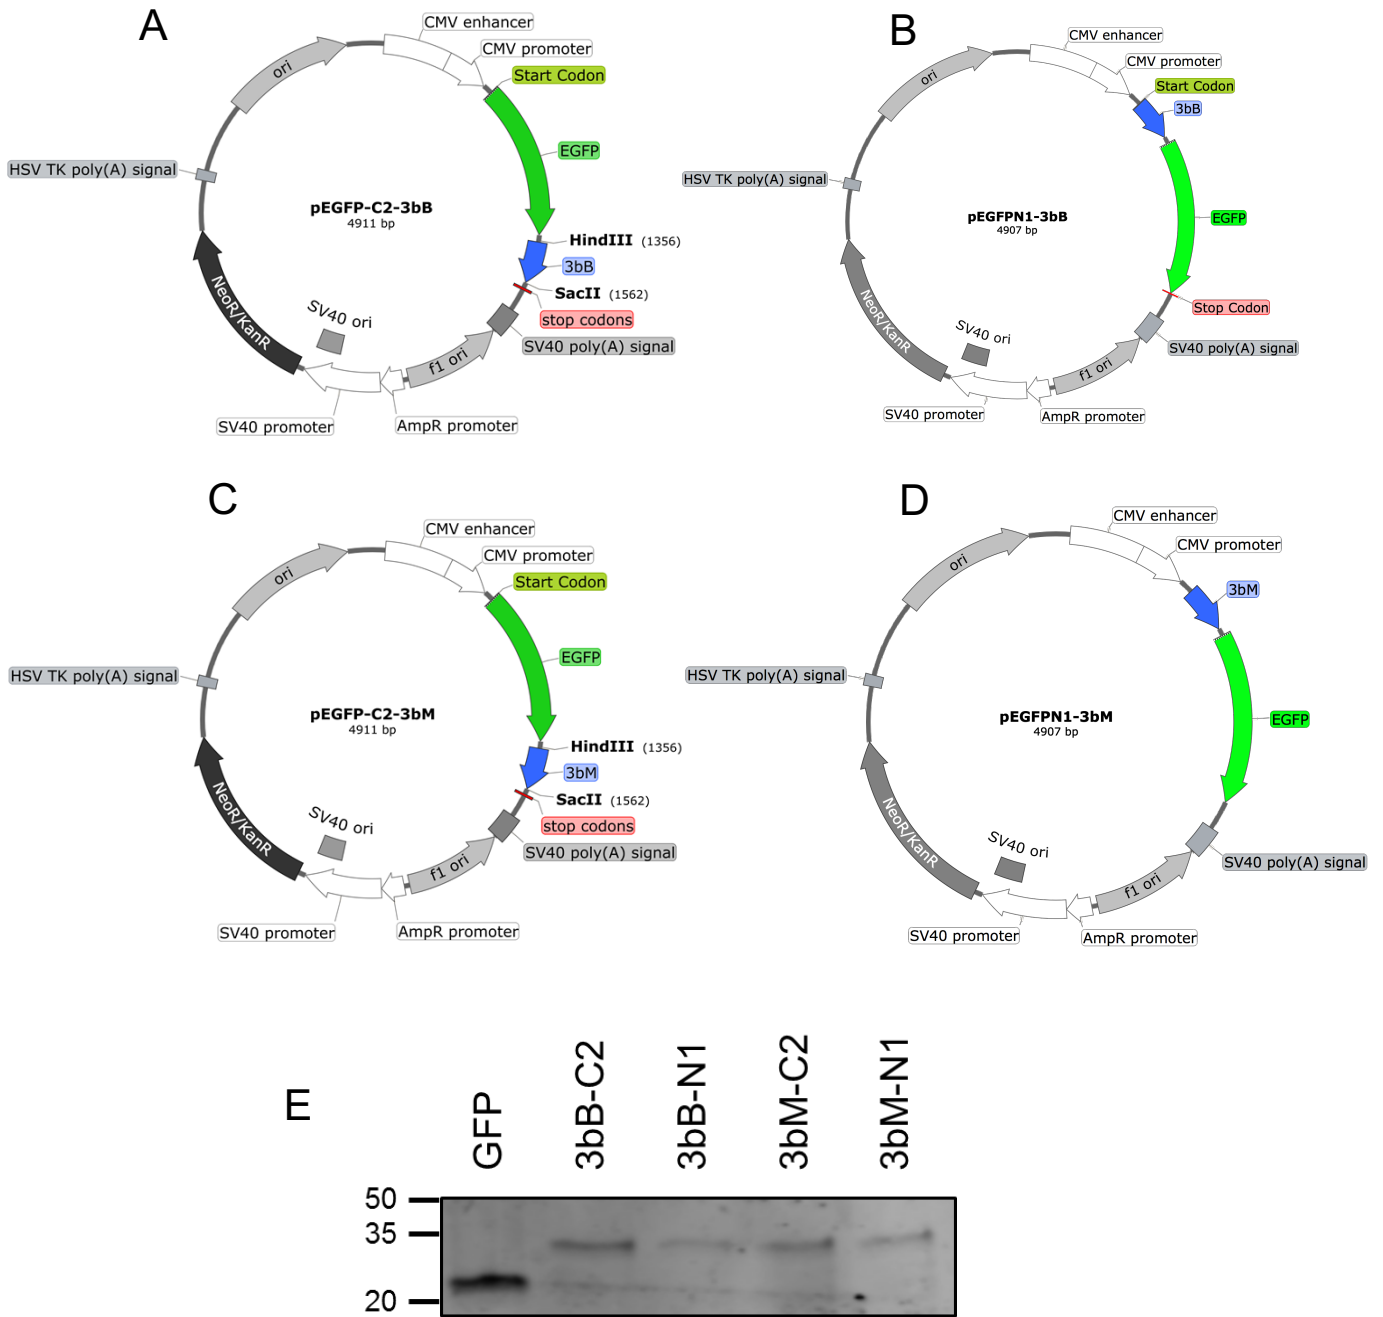 A
CMV enhancer
CMV promoter
Start Codon
ori
EGFP
HSV TK poly(A) signal
pEGFP-C2-3bB
4911 bp
HindIII (1356)
3bB
SacII (1562)
stop codons
SV40 poly(A) signal
NeoR/KanR
SV40 ori
f1 ori
SV40 promoter
AmpR promoter
B
CMV enhancer
CMV promoter
Start Codon
3bB
ori
HSV TK poly(A) signal
pEGFPN1-3bB
4907 bp
EGFP
Stop Codon
NeoR/KanR
SV40 ori
SV40 poly(A) signal
f1 ori
SV40 promoter
AmpR promoter
C
CMV enhancer
CMV promoter
Start Codon
ori
EGFP
HSV TK poly(A) signal
pEGFP-C2-3bM
4911 bp
HindIII (1356)
3bM
SacII (1562)
stop codons
SV40 poly(A) signal
NeoR/KanR
SV40 ori
f1 ori
SV40 promoter
AmpR promoter
D
CMV enhancer
CMV promoter
ori
3bM
HSV TK poly(A) signal
pEGFPN1-3bM
4907 bp
EGFP
NeoR/KanR
SV40 ori
SV40 poly(A) signal
f1 ori
SV40 promoter
AmpR promoter
E
GFP
3bB-C2
3bB-N1
3bM-C2
3bM-N1
50
35
20